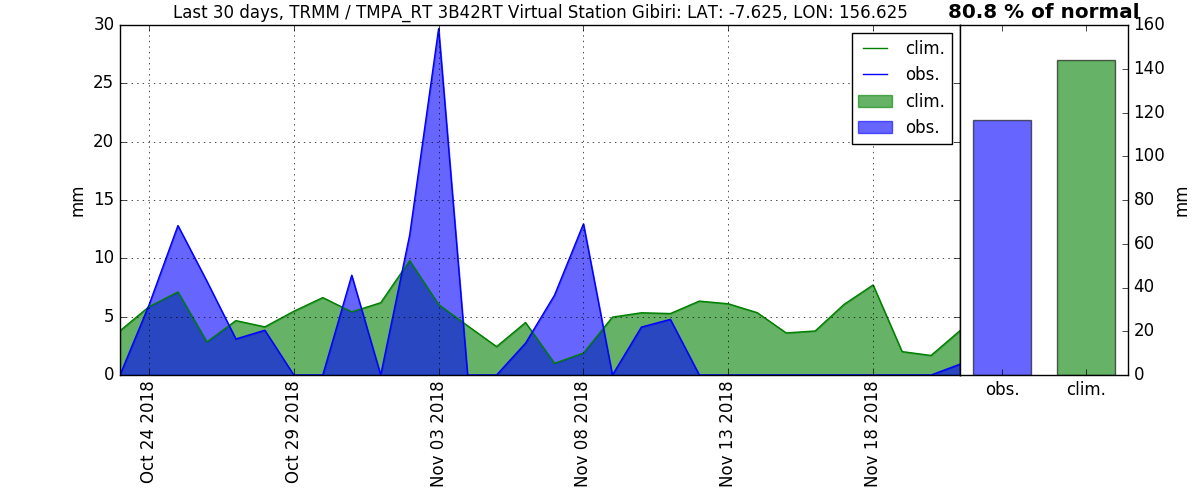 Last 30 days, TRMM / TMPA_RT 3B42RT Virtual Station Gibiri: LAT: -7.625, LON: 156.625
80.8 % of normal
30
25
20
15
10
5
0
mm
clim.
obs.
clim.
obs.
Oct 24 2018
Oct 29 2018
Nov 03 2018
Nov 08 2018
Nov 13 2018
Nov 18 2018
160
140
120
100
80
60
40
20
0
mm
obs.
clim.